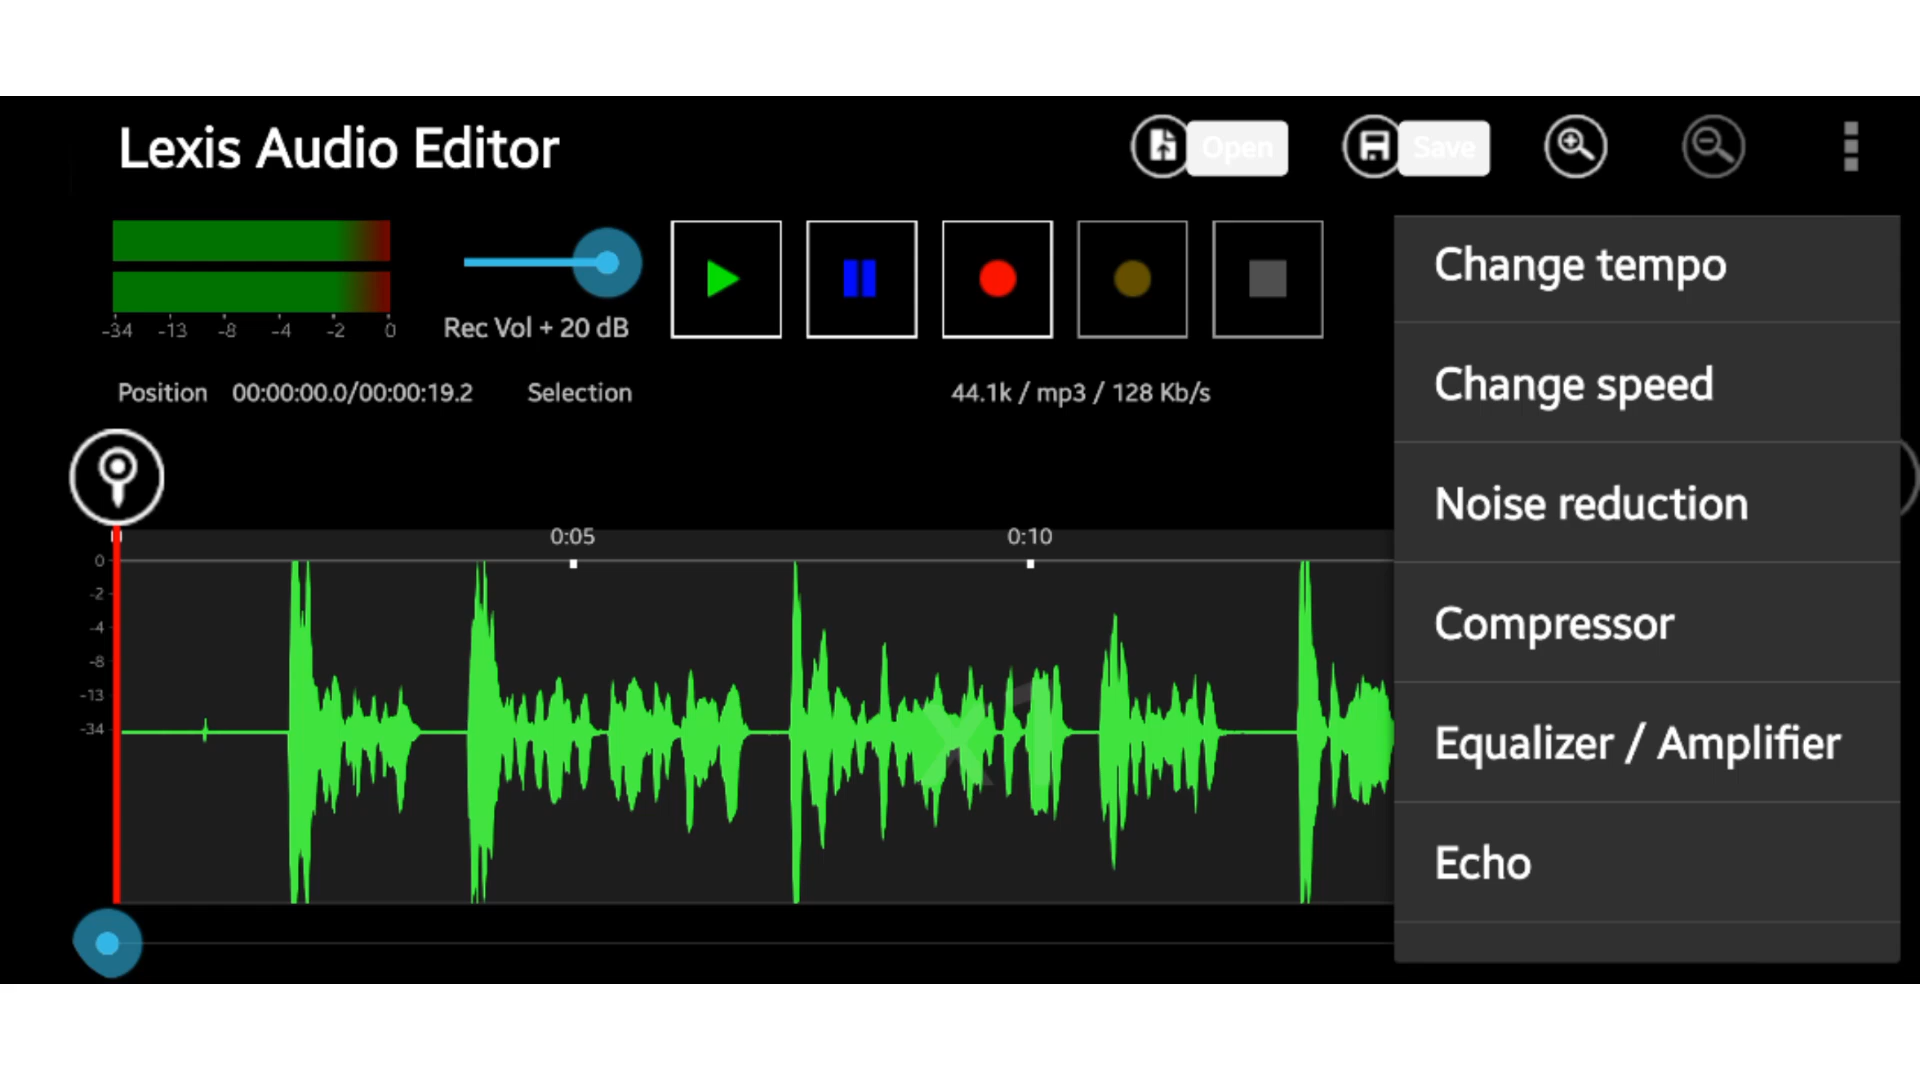 Lexis Audio Editor
Open
Save
-34 -13 -8 -4 -2 0
Rec Vol + 20 dB
Position 00:00:00.0/00:00:19.2 Selection 44.1k / mp3 / 128 Kb/s
0:05 0:10
0
-2
-4
-8
-13
-34
x1
Change tempo
Change speed
Noise reduction
Compressor
Equalizer / Amplifier
Echo